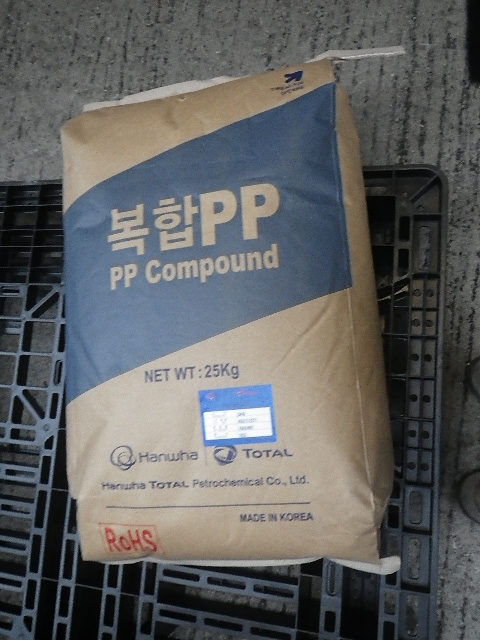 복합PP
PP Compound
NET WT : 25Kg
Hanwha TOTAL
Hanwha TOTAL Petrochemical Co., Ltd.
MADE IN KOREA
RoHS